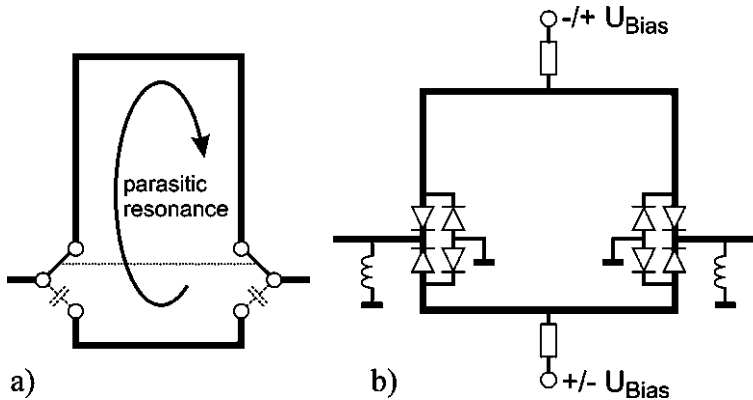 -/+ U_Bias
parasitic
resonance
a)
b)
+/- U_Bias